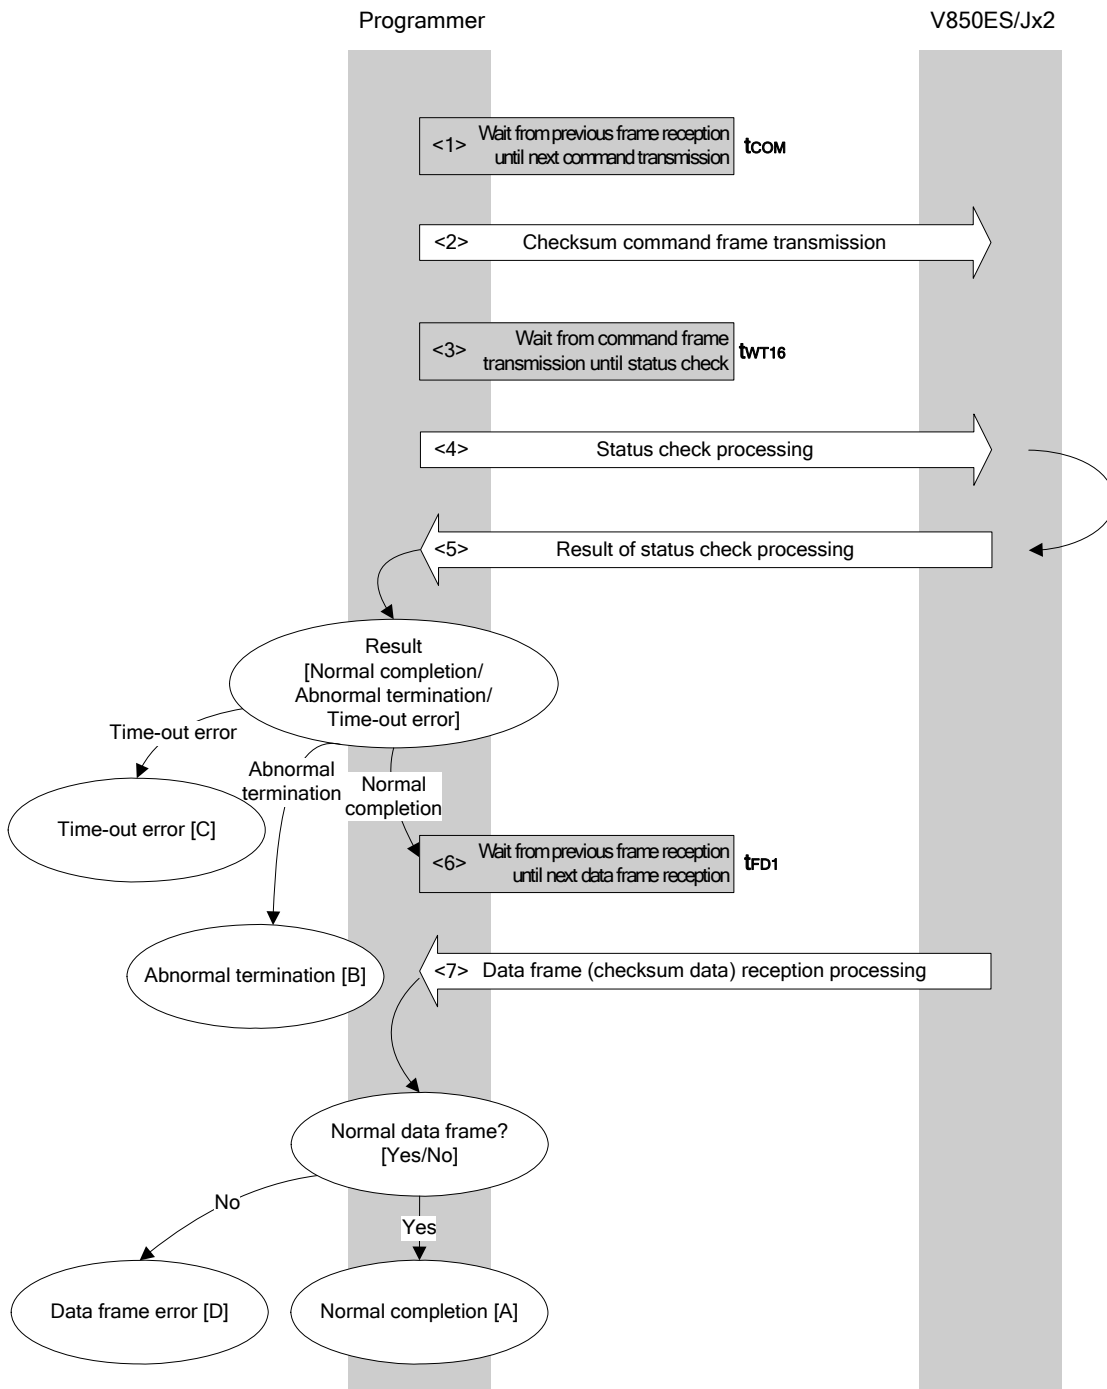 Programmer
V850ES/Jx2
<1> Wait from previous frame reception
until next command transmission
tCOM
<2> Checksum command frame transmission
<3> Wait from command frame
transmission until status check
tWT16
<4> Status check processing
<5> Result of status check processing
Result
[Normal completion/
Abnormal termination/
Time-out error]
Time-out error
Abnormal
termination
Normal
completion
Time-out error [C]
<6> Wait from previous frame reception
until next data frame reception
tFD1
Abnormal termination [B]
<7> Data frame (checksum data) reception processing
Normal data frame?
[Yes/No]
No
Yes
Data frame error [D]
Normal completion [A]